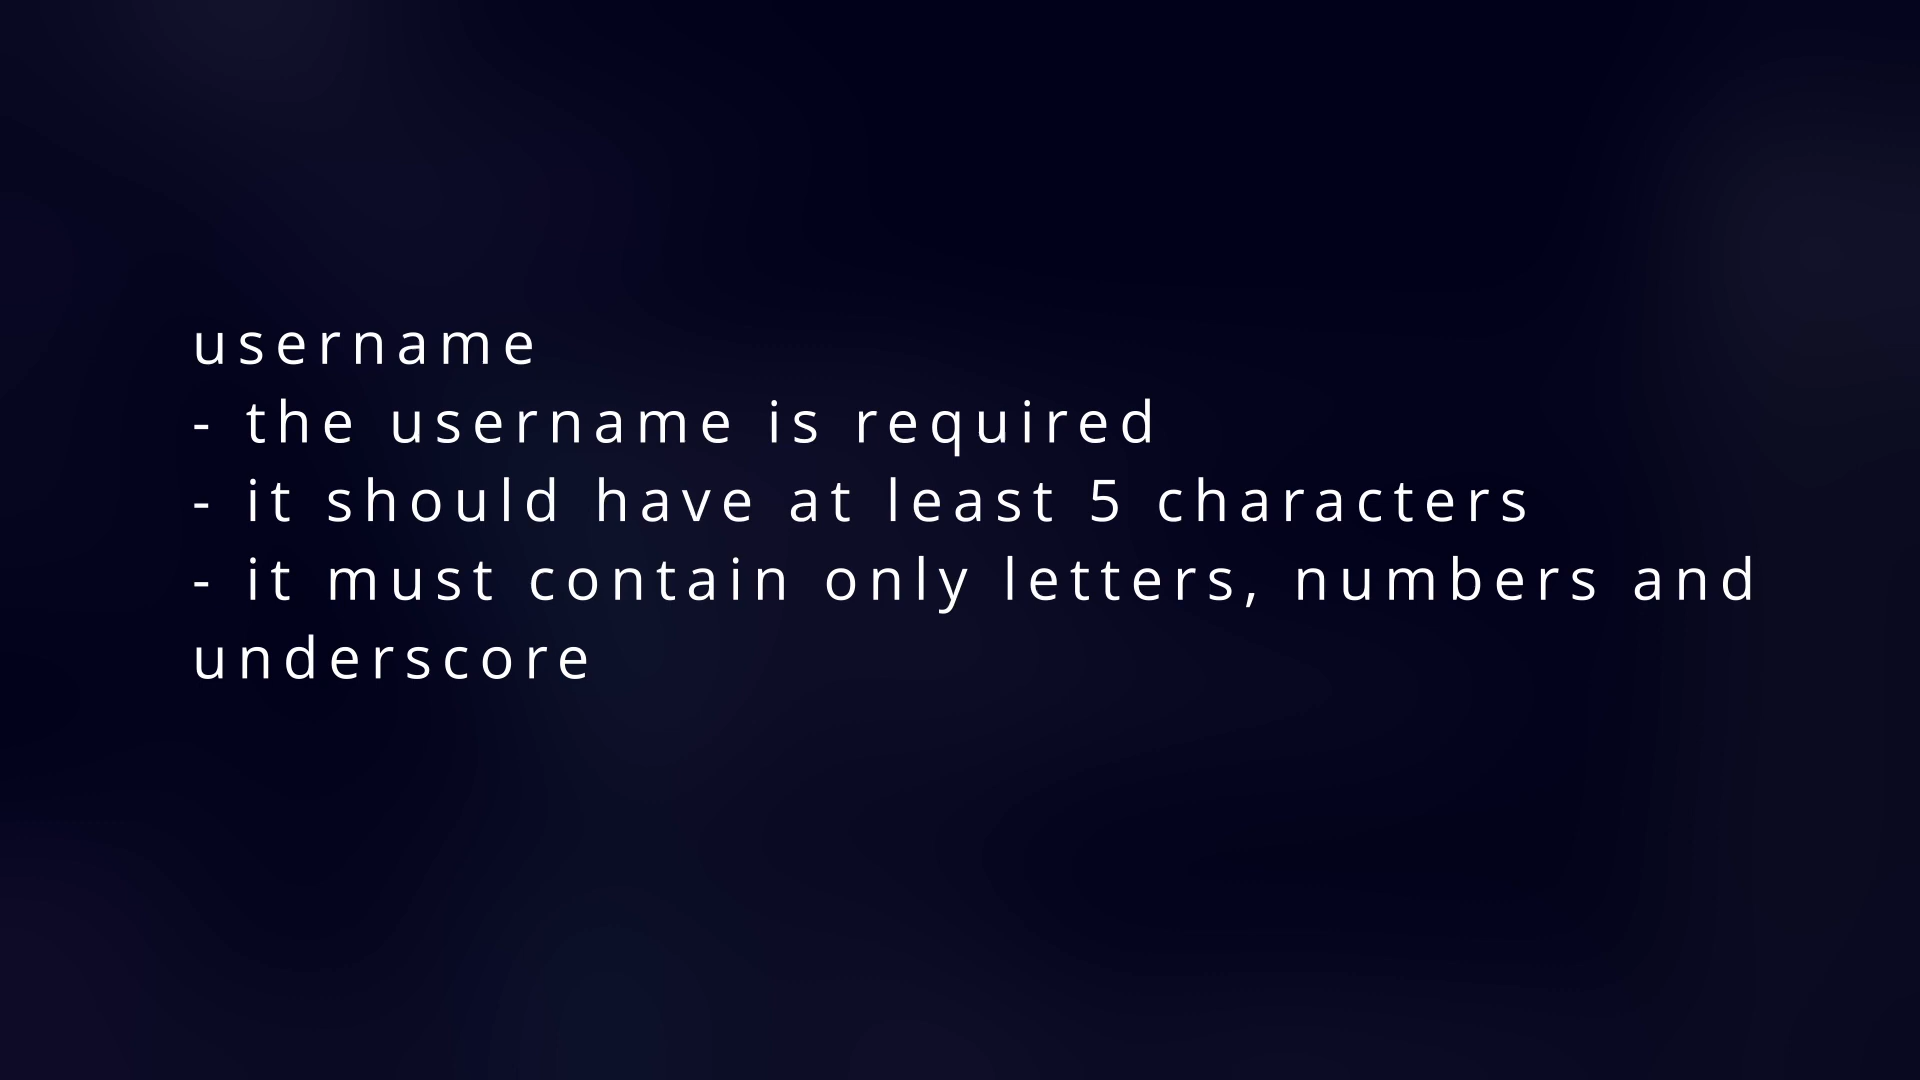 username
- the username is required
- it should have at least 5 characters
- it must contain only letters, numbers and
underscore